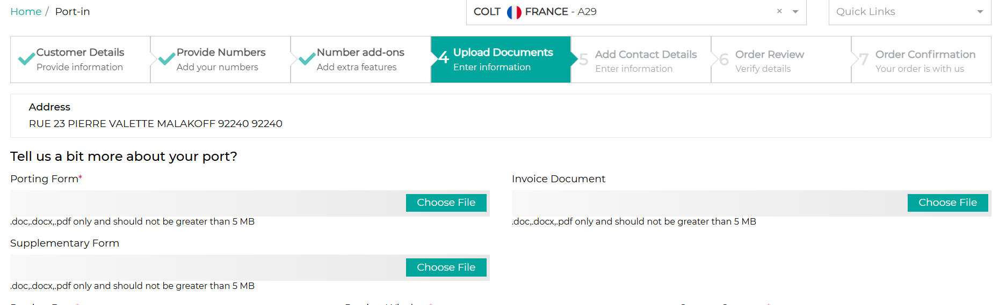 Home / Port-in
COLT FRANCE - A29 ×
Quick Links
Customer Details
Provide information
Provide Numbers
Add your numbers
Number add-ons
Add extra features
4 Upload Documents
Enter information
5 Add Contact Details
Enter information
6 Order Review
Verify details
7 Order Confirmation
Your order is with us
Address
RUE 23 PIERRE VALETTE MALAKOFF 92240 92240
Tell us a bit more about your port?
Porting Form*
Choose File
.doc,.docx,.pdf only and should not be greater than 5 MB
Invoice Document
Choose File
.doc,.docx,.pdf only and should not be greater than 5 MB
Supplementary Form
Choose File
.doc,.docx,.pdf only and should not be greater than 5 MB